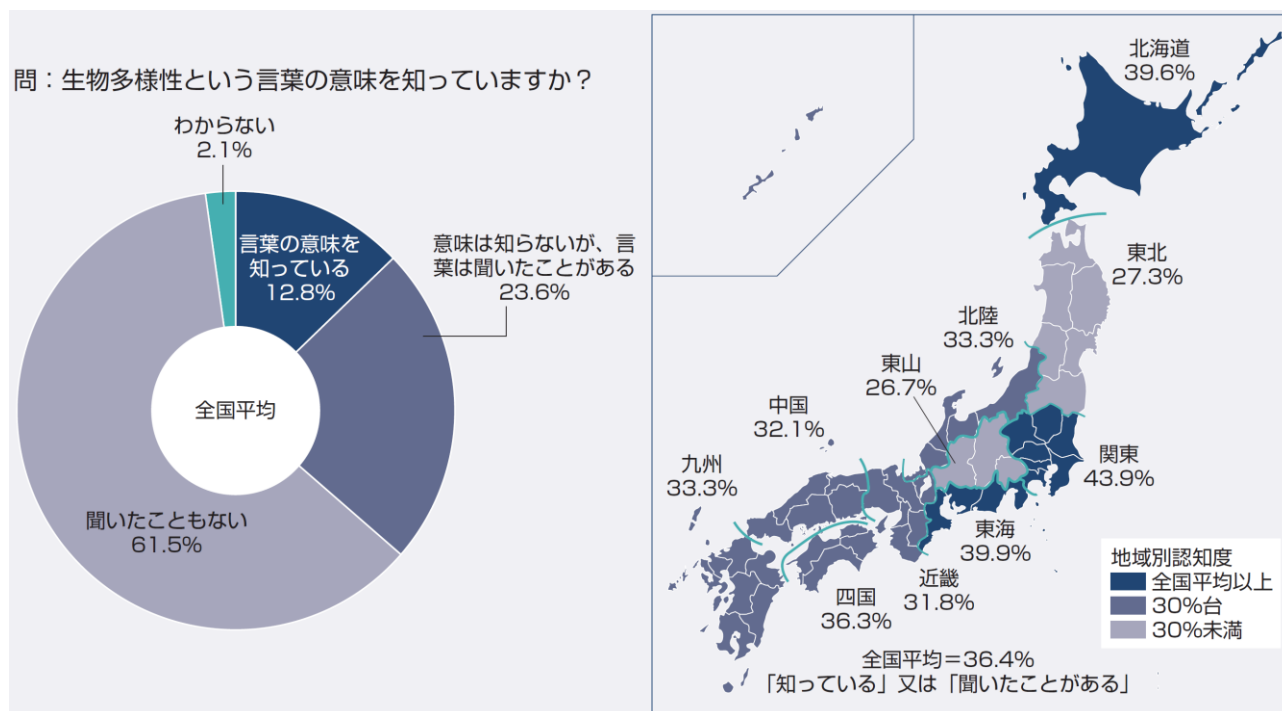 問：生物多様性という言葉の意味を知っていますか？
わからない
2.1%
言葉の意味を
知っている
12.8%
意味は知らないが、言
葉は聞いたことがある
23.6%
全国平均
聞いたこともない
61.5%
北海道
39.6%
東北
27.3%
北陸
33.3%
東山
26.7%
中国
32.1%
九州
33.3%
関東
43.9%
東海
39.9%
近畿
31.8%
四国
36.3%
地域別認知度
全国平均以上
30%台
30%未満
全国平均＝36.4%
「知っている」又は「聞いたことがある」